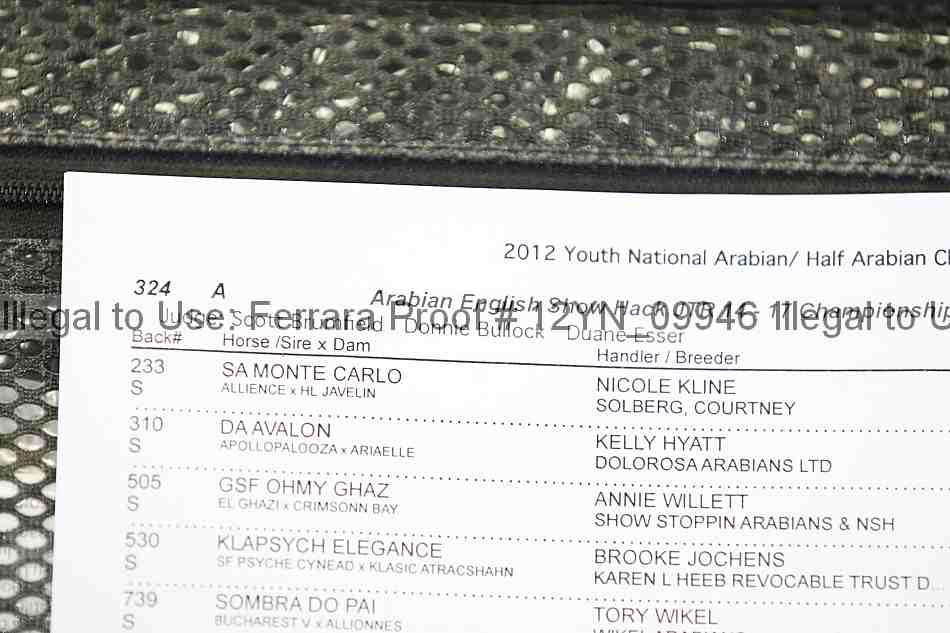 2012 Youth National Arabian/ Half Arabian
324 A Arabian English Show Hack JTR 14 - 17 Championship
Illegal to Use: Ferrara Proof # 12YN_09946 Illegal to U
Judge: Scott Brumfield Donnie Bullock Duane Esser
Back# Horse /Sire x Dam Handler / Breeder
233 SA MONTE CARLO NICOLE KLINE
S ALLIENCE x HL JAVELIN SOLBERG, COURTNEY
310 DA AVALON KELLY HYATT
S APOLLOPALOOZA x ARIAELLE DOLOROSA ARABIANS LTD
505 GSF OHMY GHAZ ANNIE WILLETT
S EL GHAZI x CRIMSONN BAY SHOW STOPPIN ARABIANS & NSH
530 KLAPSYCH ELEGANCE BROOKE JOCHENS
S SF PSYCHE CYNEAD x KLASIC ATRACSHAHN KAREN L HEEB REVOCABLE TRUST D...
739 SOMBRA DO PAI TORY WIKEL
S BUCHAREST V x ALLIONNES